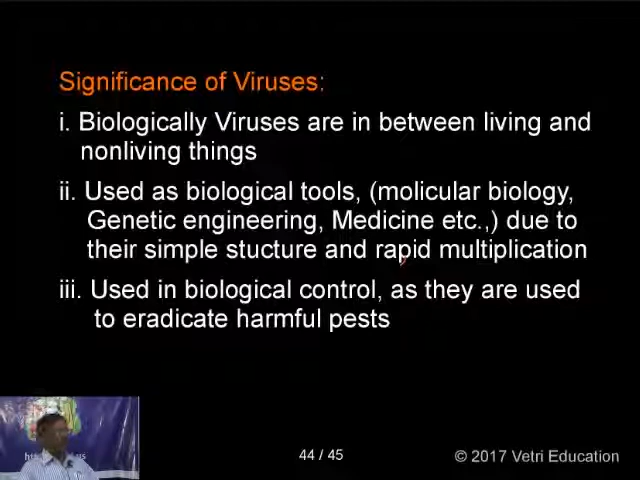 Significance of Viruses:
i. Biologically Viruses are in between living and
nonliving things
ii. Used as biological tools, (molicular biology,
Genetic engineering, Medicine etc.,) due to
their simple stucture and rapid multiplication
iii. Used in biological control, as they are used
to eradicate harmful pests
44 / 45
© 2017 Vetri Education